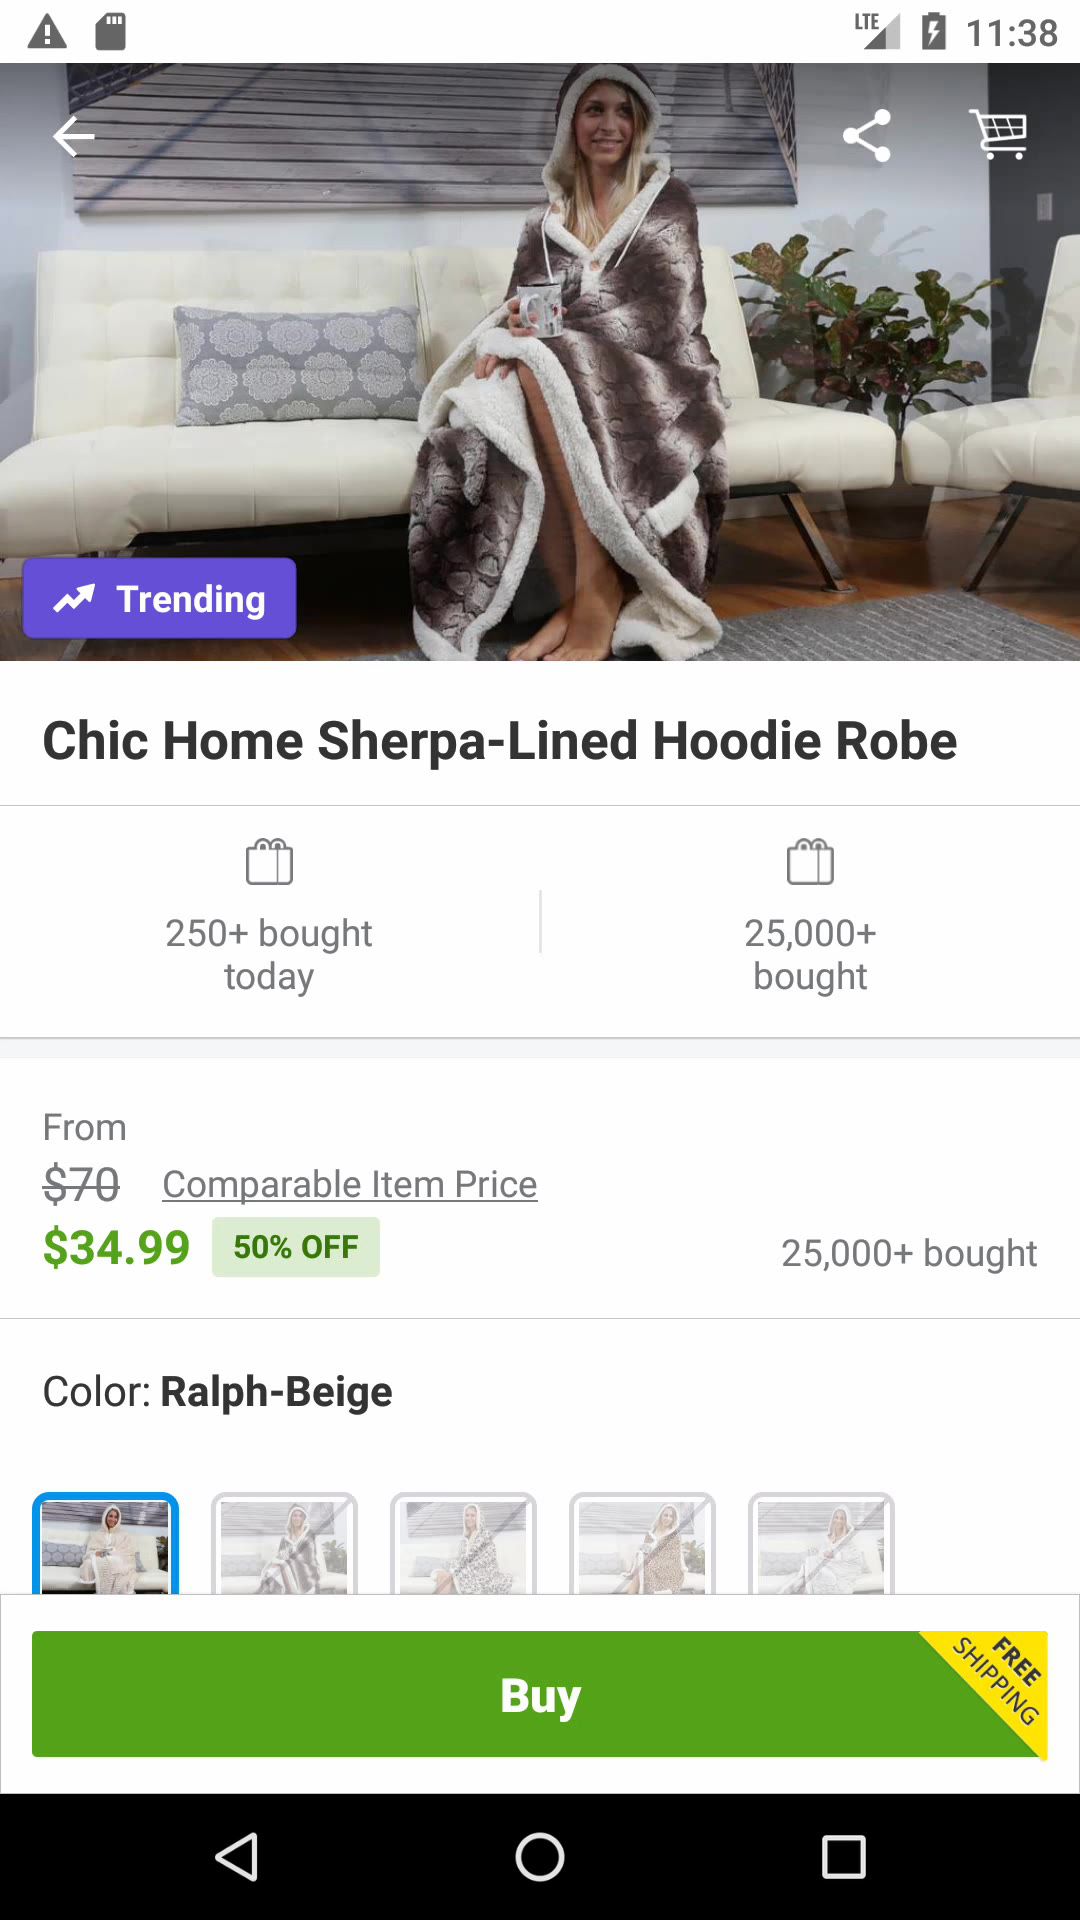 LTE 11:38
Trending
Chic Home Sherpa-Lined Hoodie Robe
250+ bought
today
25,000+
bought
From
$70 Comparable Item Price
$34.99 50% OFF
25,000+ bought
Color: Ralph-Beige
Buy
FREE
SHIPPING